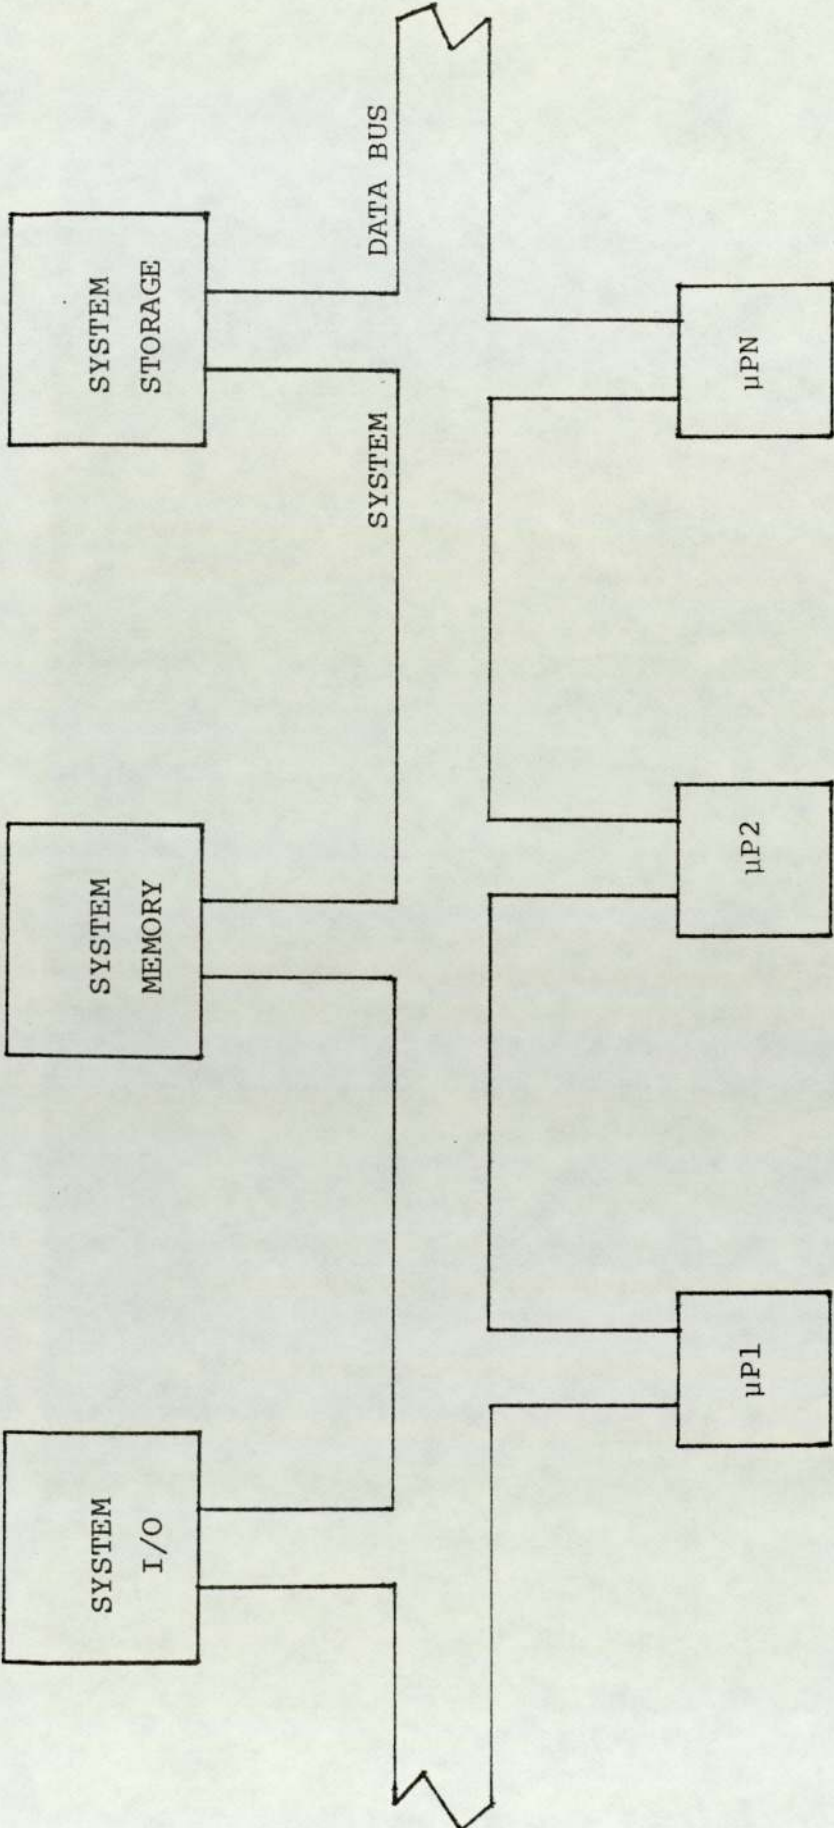 SYSTEM
I/O
SYSTEM
MEMORY
SYSTEM
STORAGE
SYSTEM DATA BUS
µP1
µP2
µPN